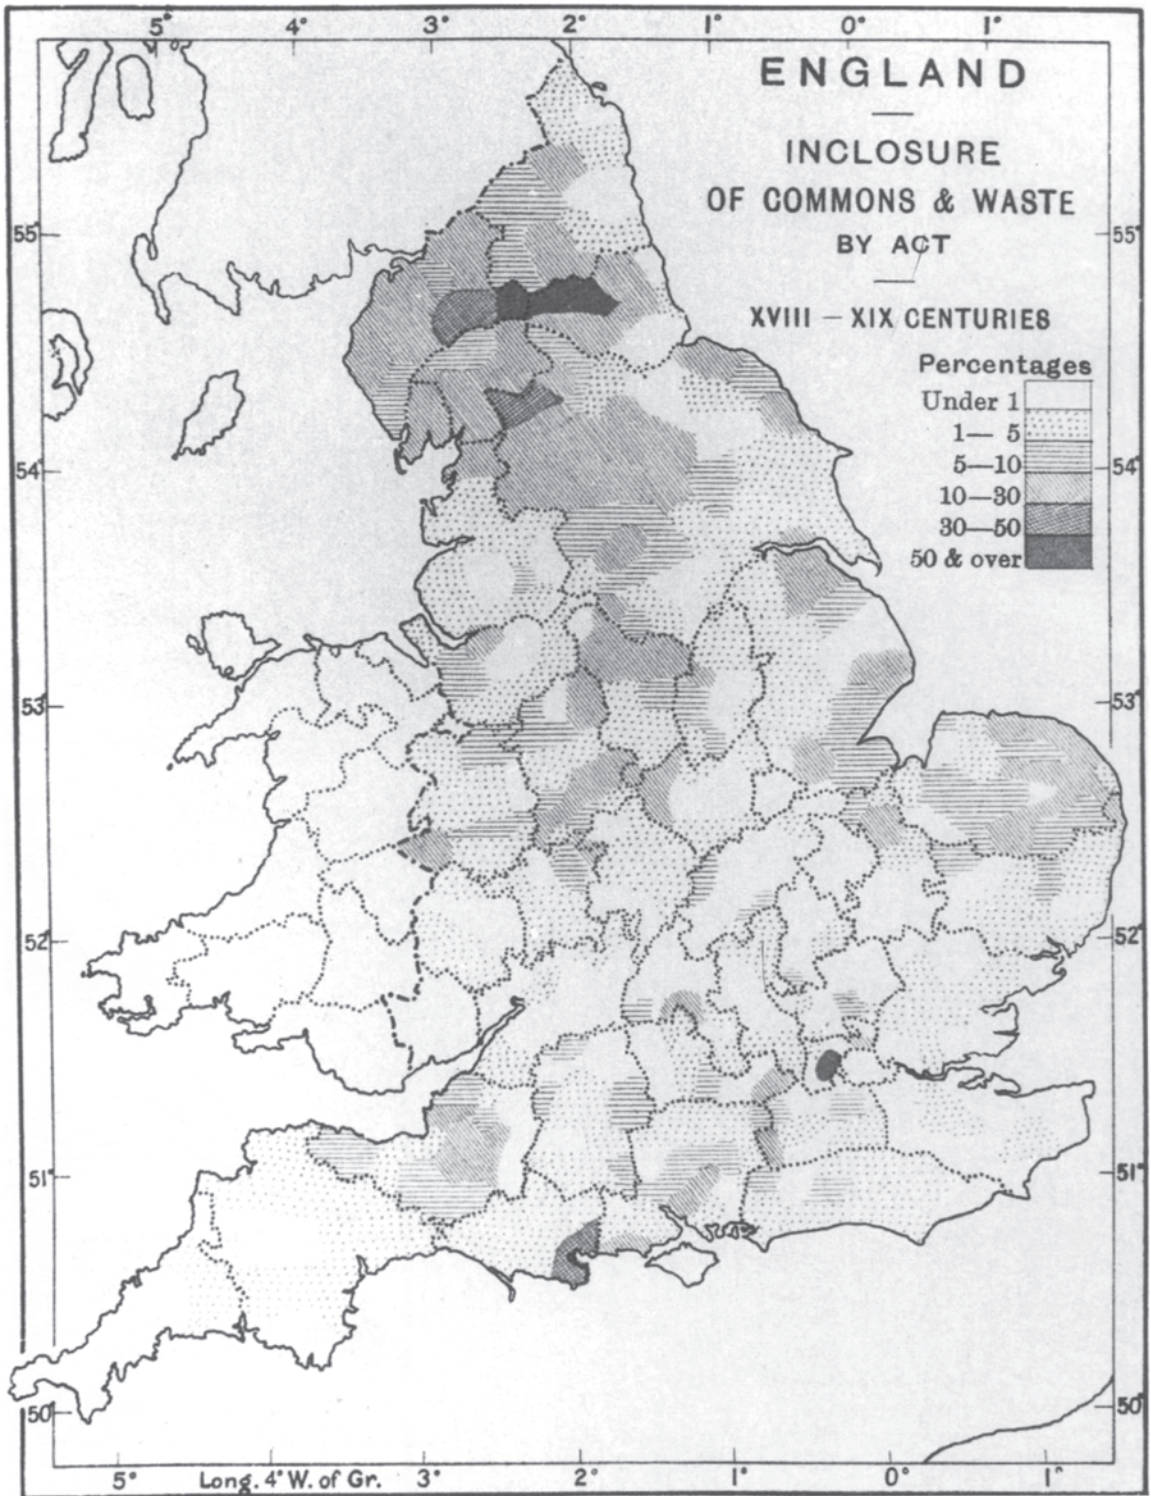 5° 4° 3° 2° 1° 0° 1°
ENGLAND
INCLOSURE
OF COMMONS & WASTE
BY ACT
XVIII — XIX CENTURIES
Percentages
Under 1
1— 5
5—10
10—30
30—50
50 & over
55° 55°
54° 54°
53° 53°
52° 52°
51° 51°
50° 50°
5° Long. 4° W. of Gr. 3° 2° 1° 0° 1°